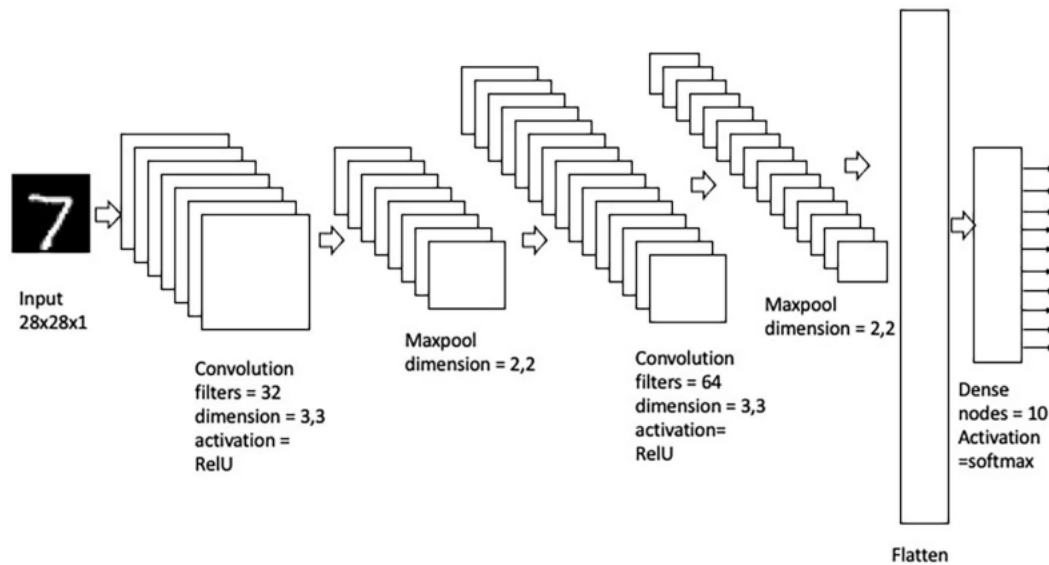 Input
28x28x1
Convolution
filters = 32
dimension = 3,3
activation =
RelU
Maxpool
dimension = 2,2
Convolution
filters = 64
dimension = 3,3
activation=
RelU
Maxpool
dimension = 2,2
Flatten
Dense
nodes = 10
Activation
=softmax
7